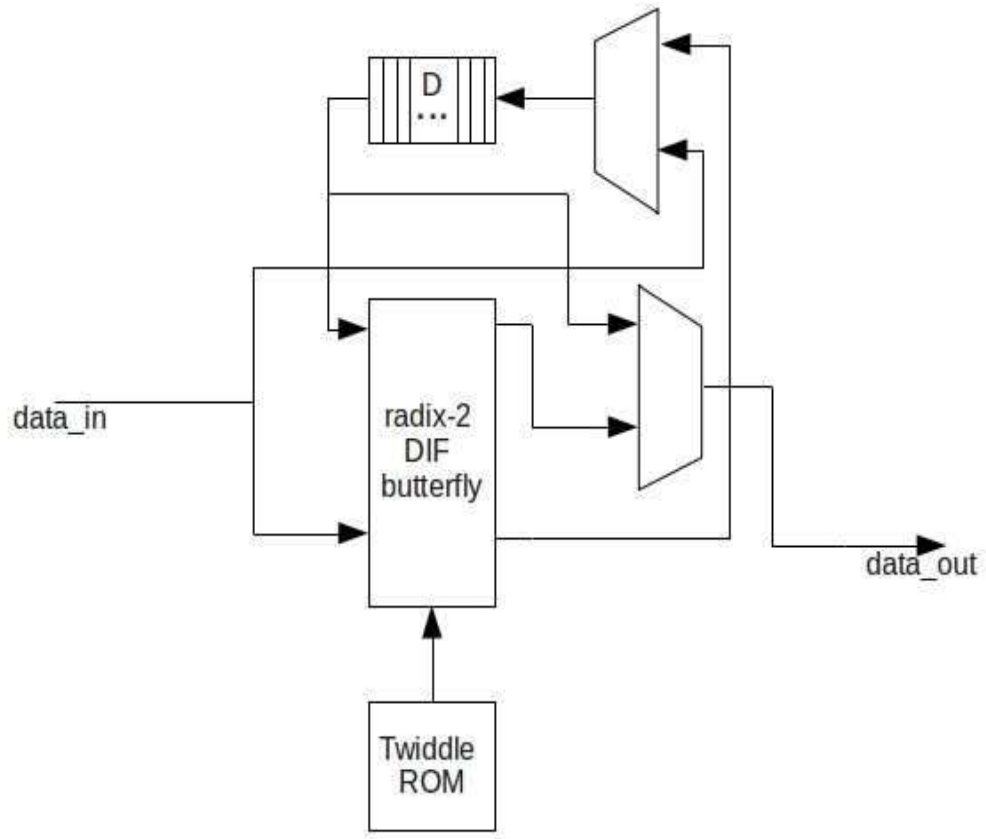 D
...
data_in
radix-2
DIF
butterfly
data_out
Twiddle
ROM